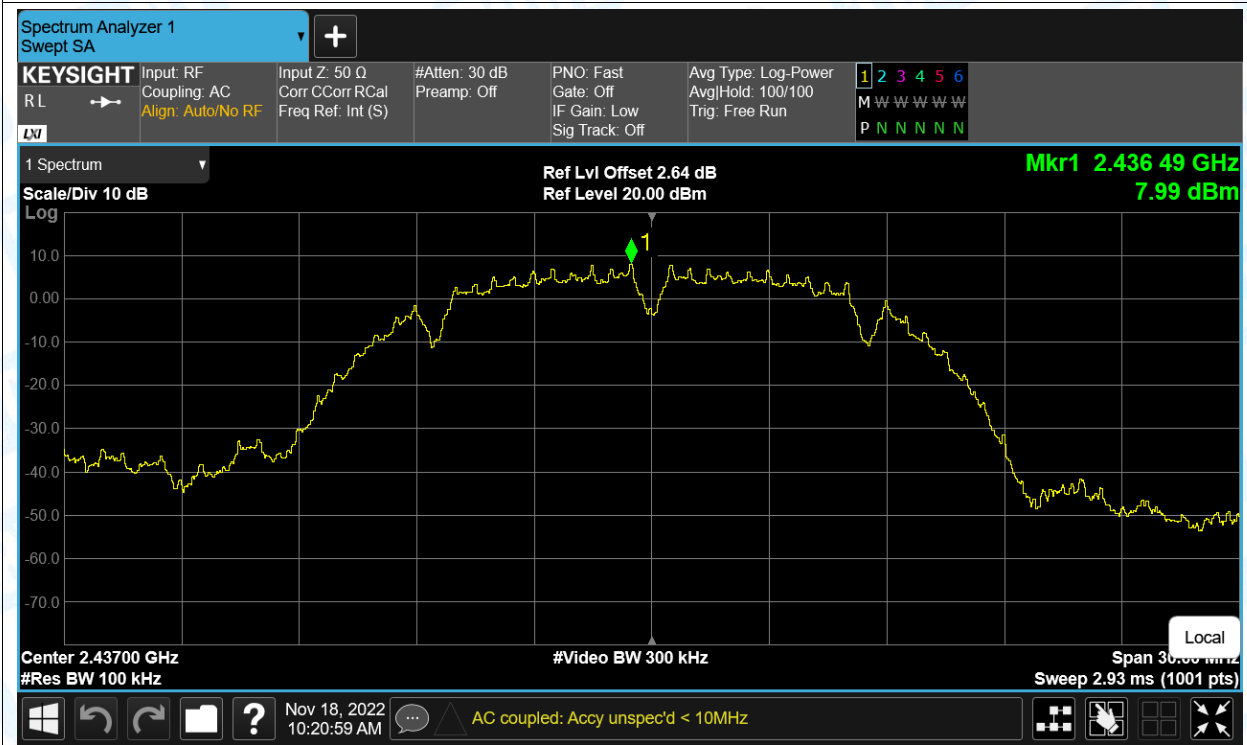 Spectrum Analyzer 1
Swept SA
KEYSIGHT
R L
LXI
Input: RF
Coupling: AC
Align: Auto/No RF
Input Z: 50 Ω
Corr CCorr RCal
Freq Ref: Int (S)
#Atten: 30 dB
Preamp: Off
PNO: Fast
Gate: Off
IF Gain: Low
Sig Track: Off
Avg Type: Log-Power
Avg|Hold: 100/100
Trig: Free Run
1 2 3 4 5 6
M W W W W W
P N N N N N
1 Spectrum
Scale/Div 10 dB
Log
Ref Lvl Offset 2.64 dB
Ref Level 20.00 dBm
Mkr1 2.436 49 GHz
7.99 dBm
1
10.0
0.00
-10.0
-20.0
-30.0
-40.0
-50.0
-60.0
-70.0
Local
Center 2.43700 GHz
#Video BW 300 kHz
Span 30.00 MHz
#Res BW 100 kHz
Sweep 2.93 ms (1001 pts)
?
Nov 18, 2022
10:20:59 AM
AC coupled: Accy unspec'd < 10MHz